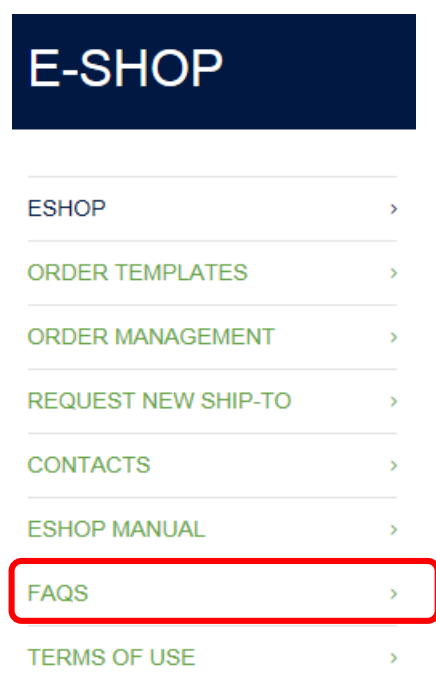 E-SHOP
ESHOP
ORDER TEMPLATES
ORDER MANAGEMENT
REQUEST NEW SHIP-TO
CONTACTS
ESHOP MANUAL
FAQS
TERMS OF USE